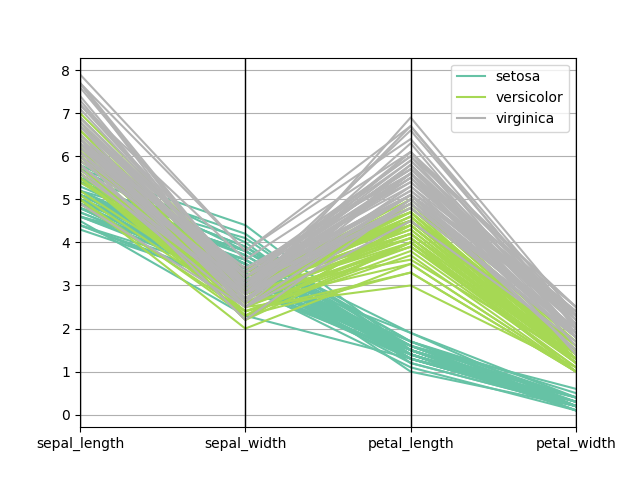 8
7
6
5
4
3
2
1
0
setosa
versicolor
virginica
sepal_length
sepal_width
petal_length
petal_width